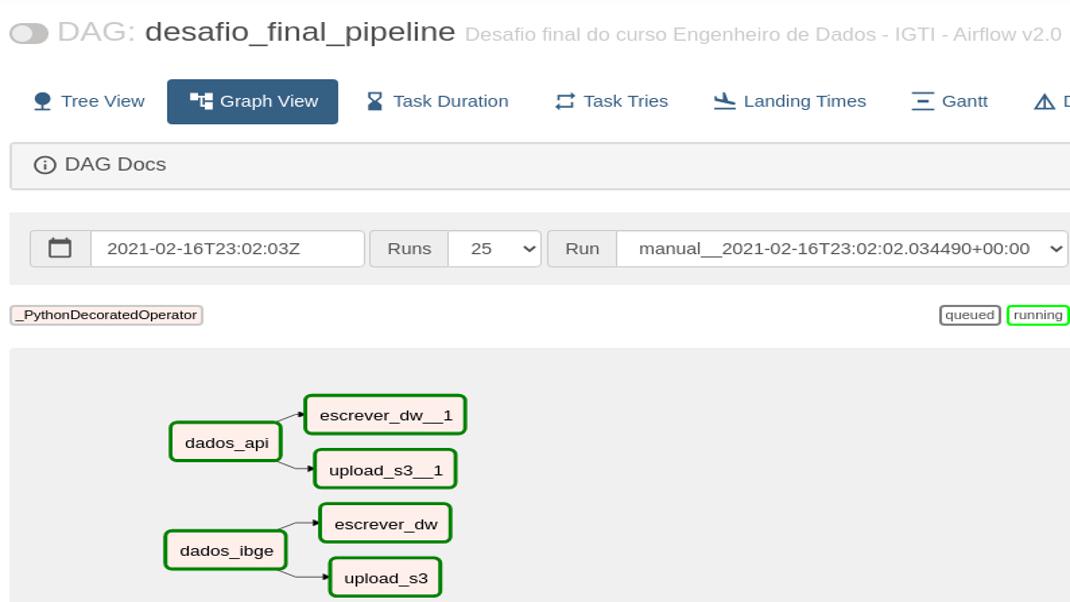 DAG: desafio_final_pipeline Desafio final do curso Engenheiro de Dados - IGTI - Airflow v2.0
Tree View Graph View Task Duration Task Tries Landing Times Gantt
DAG Docs
2021-02-16T23:02:03Z Runs 25 Run manual__2021-02-16T23:02:02.034490+00:00
_PythonDecoratedOperator queued running
escrever_dw__1
dados_api
upload_s3__1
escrever_dw
dados_ibge
upload_s3